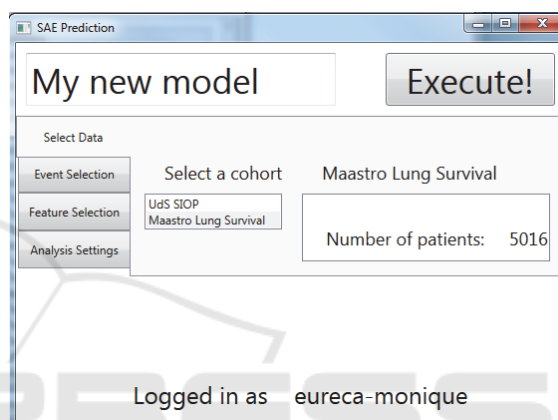 SAE Prediction
My new model
Execute!
Select Data
Event Selection
Feature Selection
Analysis Settings
Select a cohort
UdS SIOP
Maastro Lung Survival
Maastro Lung Survival
Number of patients: 5016
Logged in as eureca-monique